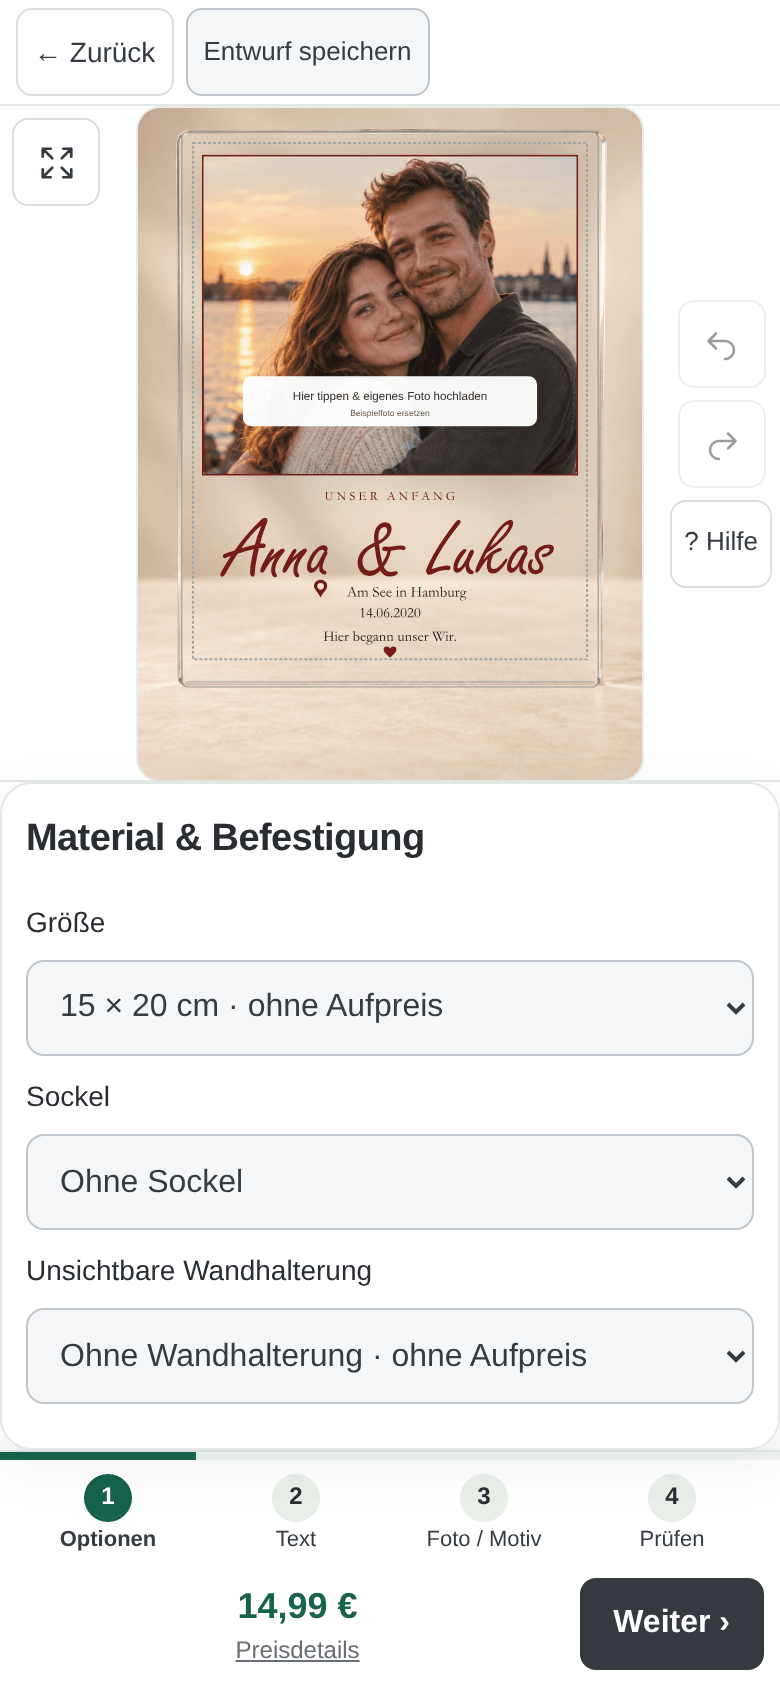 ← Zurück
Entwurf speichern
Hier tippen & eigenes Foto hochladen
Beispielfoto ersetzen
UNSER ANFANG
Anna & Lukas
Am See in Hamburg
14.06.2020
Hier begann unser Wir.
? Hilfe
Material & Befestigung
Größe
15 × 20 cm · ohne Aufpreis
Sockel
Ohne Sockel
Unsichtbare Wandhalterung
Ohne Wandhalterung · ohne Aufpreis
1 2 3 4
Optionen Text Foto / Motiv Prüfen
14,99 €
Preisdetails
Weiter ›